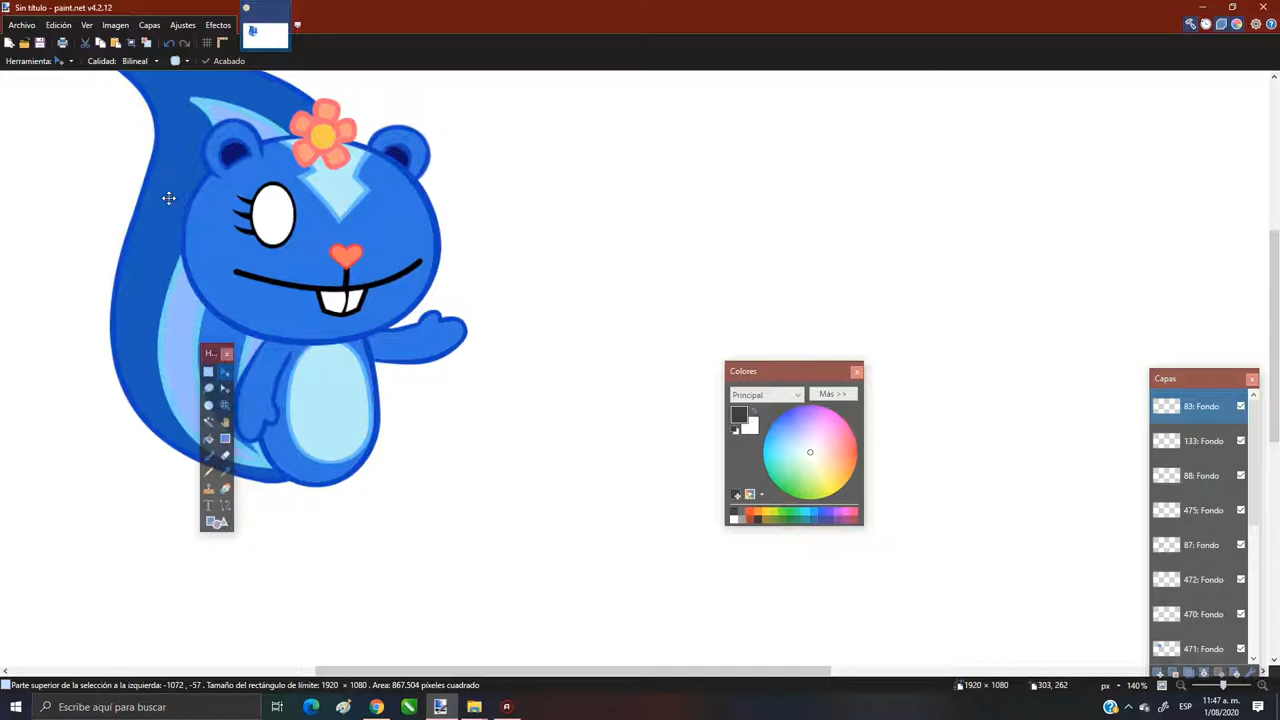 Sin título - paint.net v4.2.12
Archivo Edición Ver Imagen Capas Ajustes Efectos
Herramienta: Calidad: Bilineal Acabado
H...
Colores
Principal Más >>
Capas
83: Fondo
133: Fondo
88: Fondo
475: Fondo
87: Fondo
472: Fondo
470: Fondo
471: Fondo
Parte superior de la selección a la izquierda: -1072, -57. Tamaño del rectángulo de límite: 1920 × 1080. Area: 867.504 píxeles cuadrado 1920 × 1080 303, 262 px 140%
Escribe aquí para buscar ESP 11:47 a. m.
1/08/2020